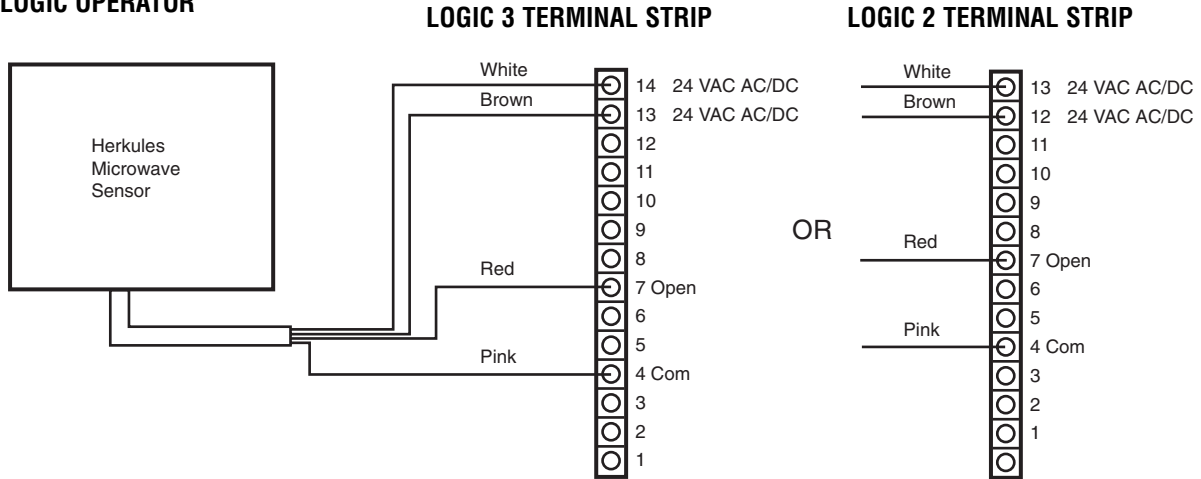 LOGIC OPERATOR
LOGIC 3 TERMINAL STRIP
LOGIC 2 TERMINAL STRIP
Herkules
Microwave
Sensor
White
Brown
Red
Pink
14 24 VAC AC/DC
13 24 VAC AC/DC
12
11
10
9
8
7 Open
6
5
4 Com
3
2
1
OR
White
Brown
Red
Pink
13 24 VAC AC/DC
12 24 VAC AC/DC
11
10
9
8
7 Open
6
5
4 Com
3
2
1